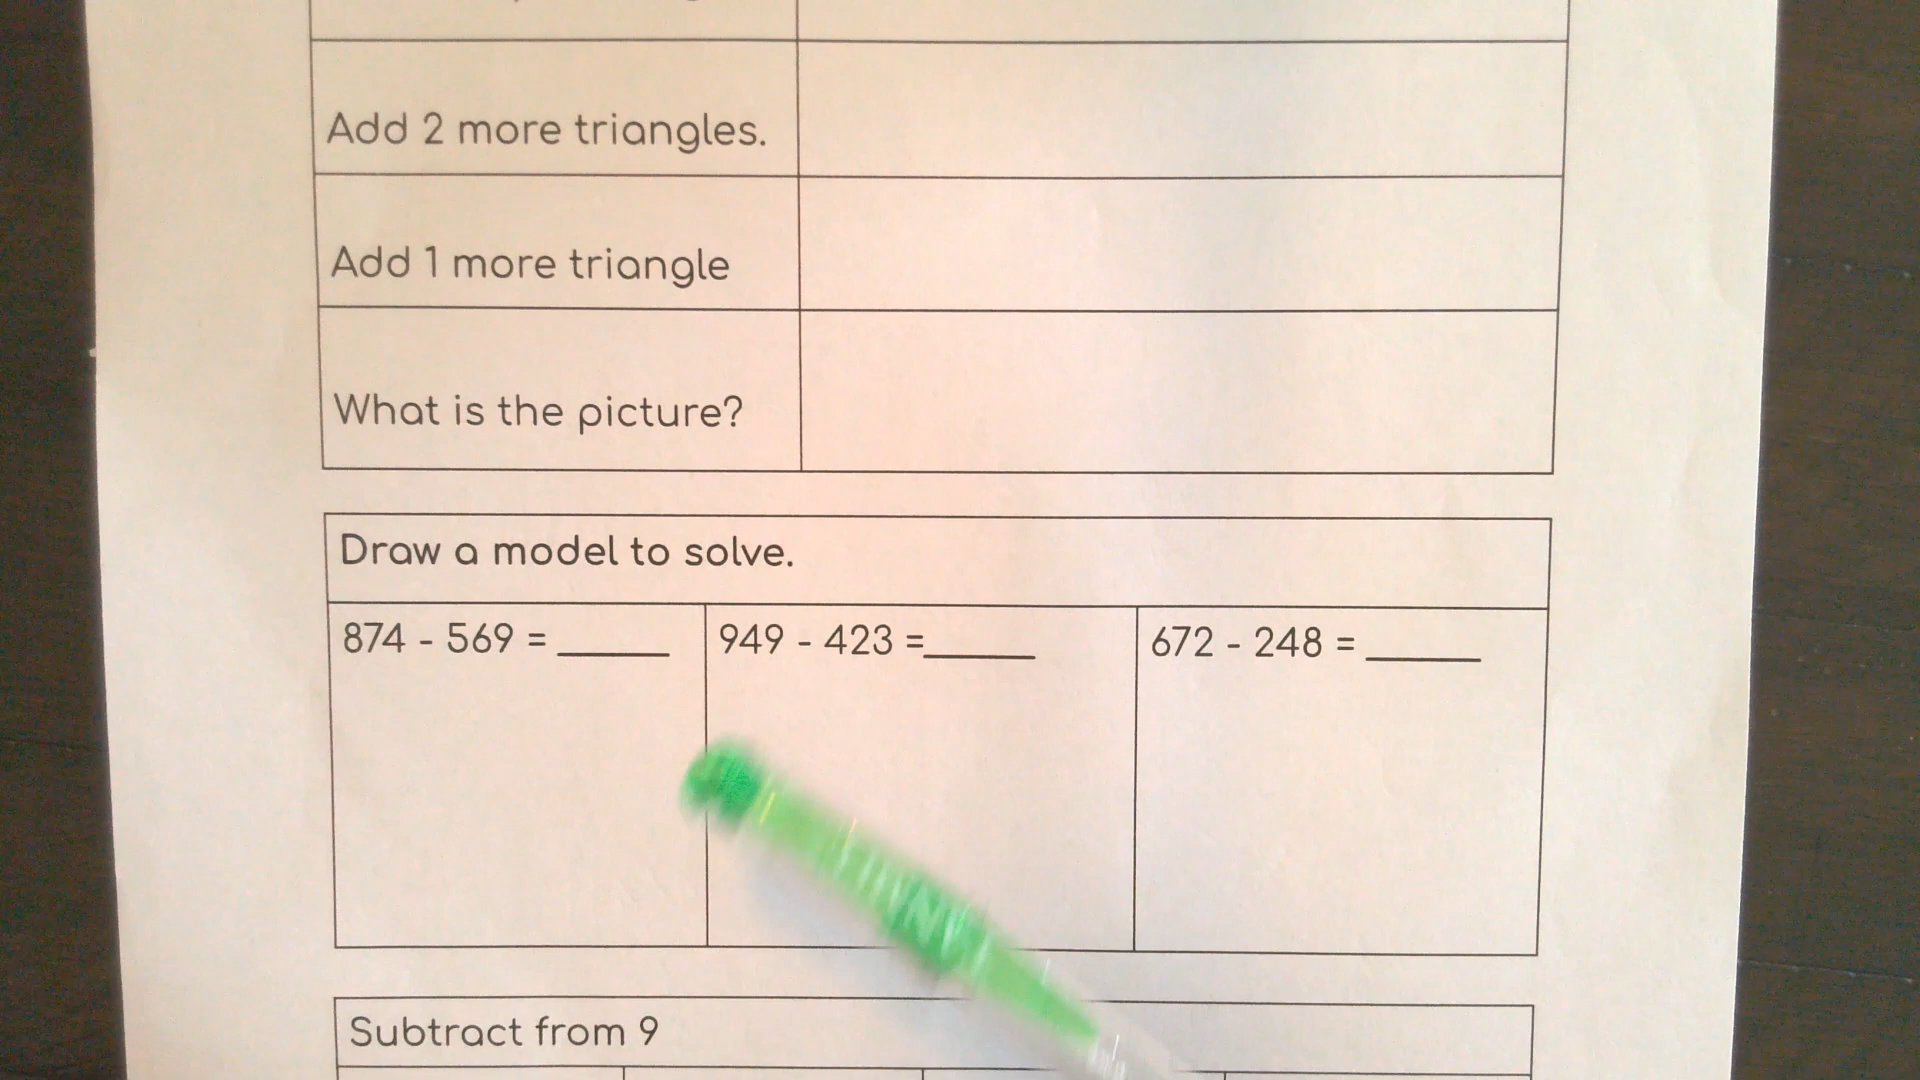 Add 2 more triangles.
Add 1 more triangle
What is the picture?
Draw a model to solve.
874 - 569 = _____
949 - 423 =_____
672 - 248 = _____
Subtract from 9